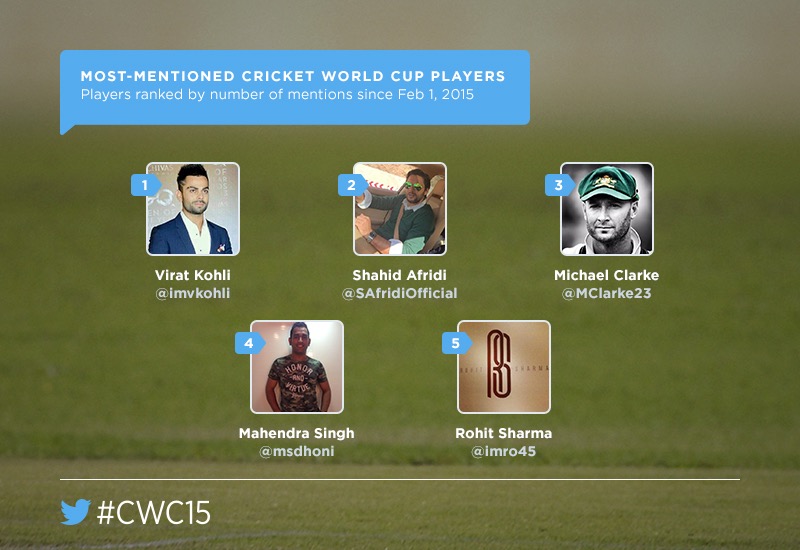 MOST-MENTIONED CRICKET WORLD CUP PLAYERS
Players ranked by number of mentions since Feb 1, 2015
1
2
3
Virat Kohli
@imvkohli
Shahid Afridi
@SAfridiOfficial
Michael Clarke
@MClarke23
4
HONOR
AND
VIRTUE
5
Mahendra Singh
@msdhoni
Rohit Sharma
@imro45
#CWC15